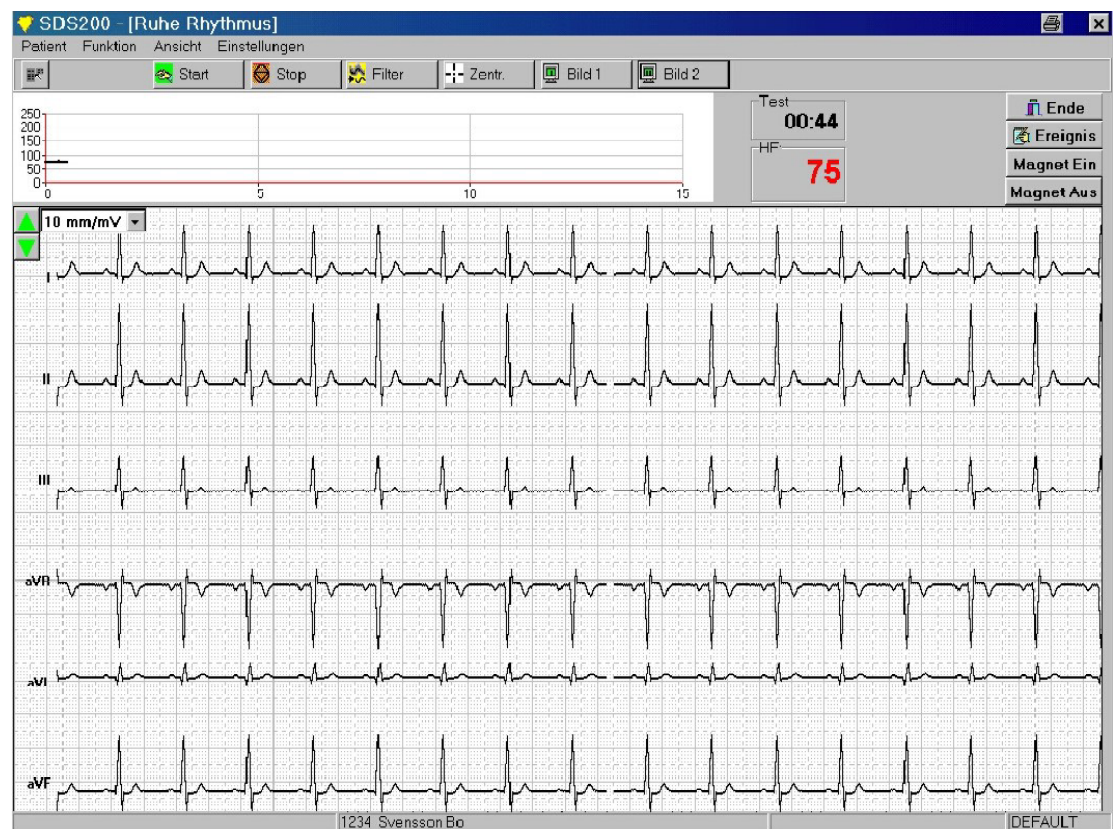 SDS200 - [Ruhe Rhythmus]
Patient Funktion Ansicht Einstellungen
Start Stop Filter Zentr. Bild 1 Bild 2
250
200
150
100
50
0
0 5 10 15
Test
00:44
HF
75
Ende
Ereignis
Magnet Ein
Magnet Aus
10 mm/mV
I
II
III
aVR
aVL
aVF
1234 Svensson Bo
DEFAULT